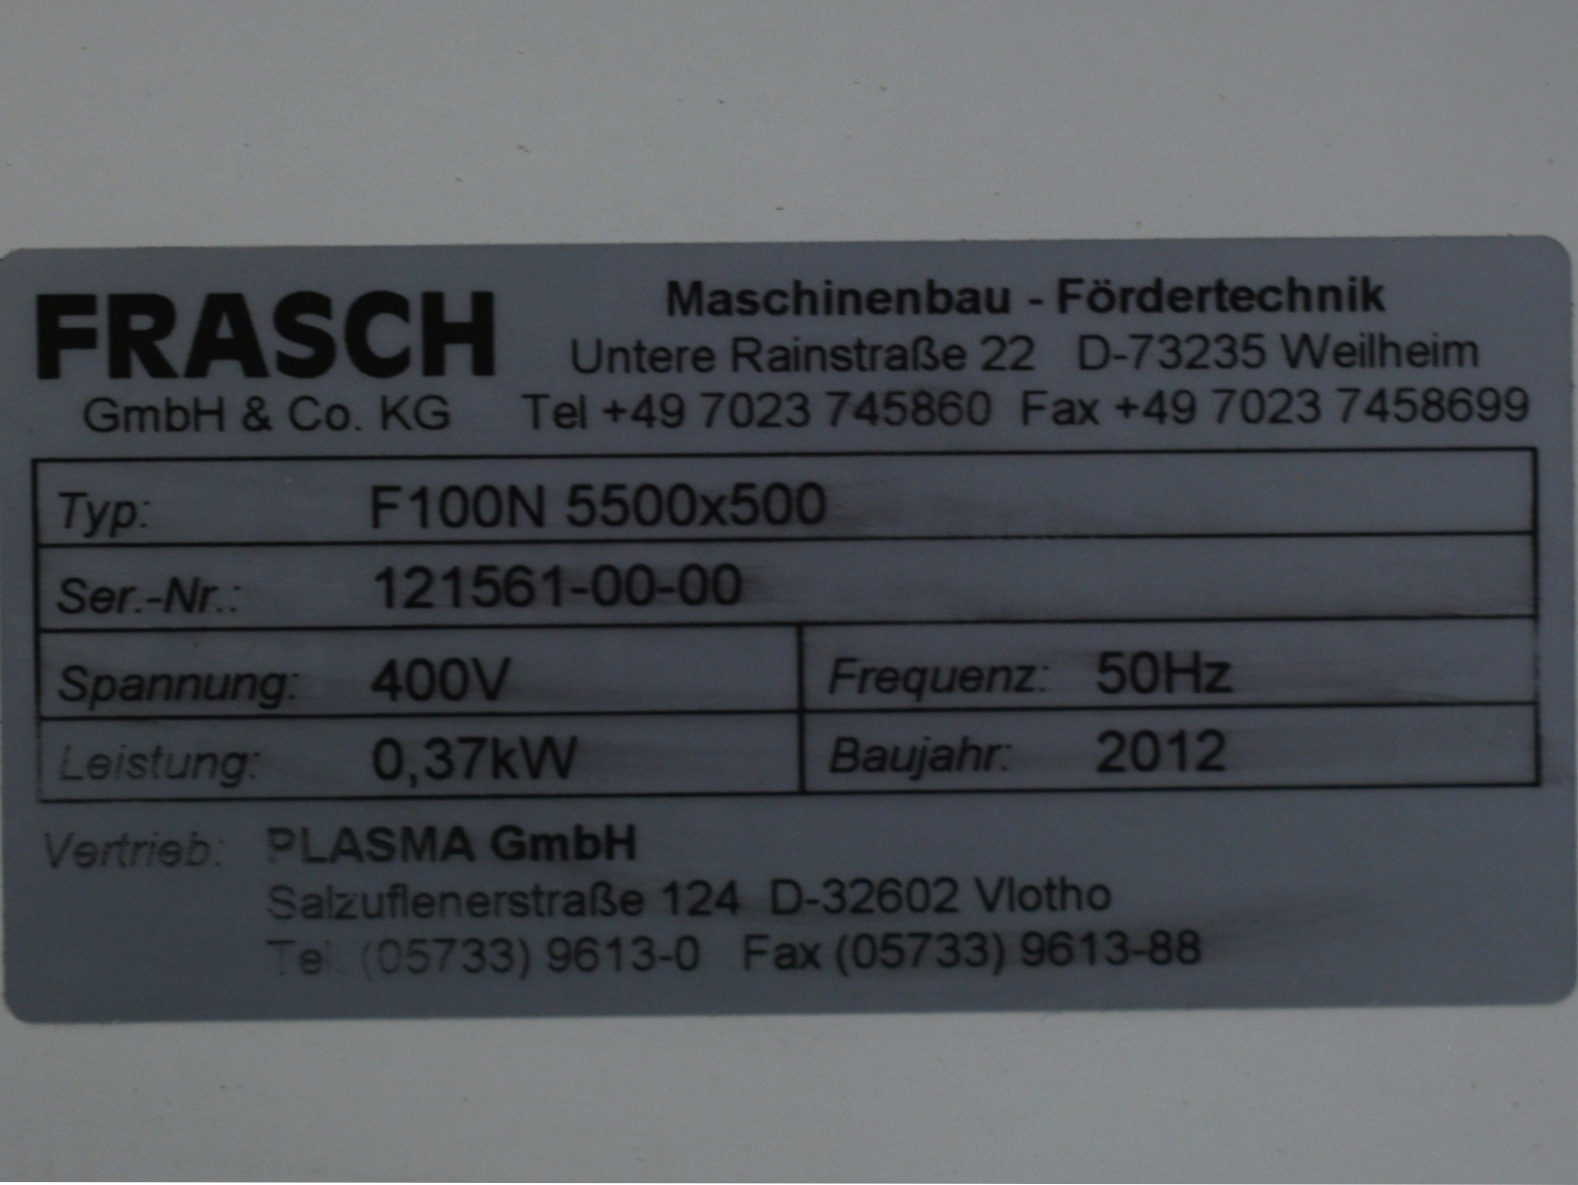 FRASCH
GmbH & Co. KG
Maschinenbau - Fördertechnik
Untere Rainstraße 22 D-73235 Weilheim
Tel +49 7023 745860 Fax +49 7023 7458699
Typ: F100N 5500x500
Ser.-Nr.: 121561-00-00
Spannung: 400V Frequenz: 50Hz
Leistung: 0,37kW Baujahr: 2012
Vertrieb: PLASMA GmbH
Salzuflenerstraße 124 D-32602 Vlotho
Tel. (05733) 9613-0 Fax (05733) 9613-88